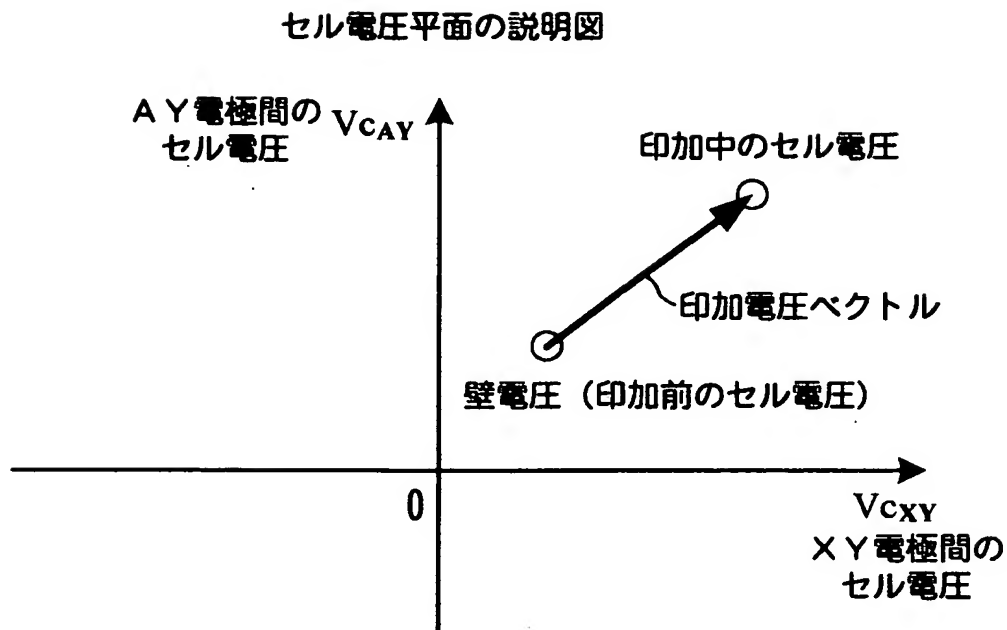 セル電圧平面の説明図
AY電極間の
セル電圧
VcAY
印加中のセル電圧
印加電圧ベクトル
壁電圧(印加前のセル電圧)
0
VcXY
XY電極間の
セル電圧